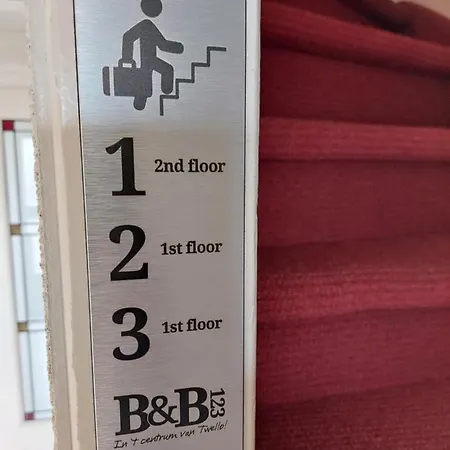 1 2nd floor
2 1st floor
3 1st floor
B&B 123
In 't centrum van Twello!